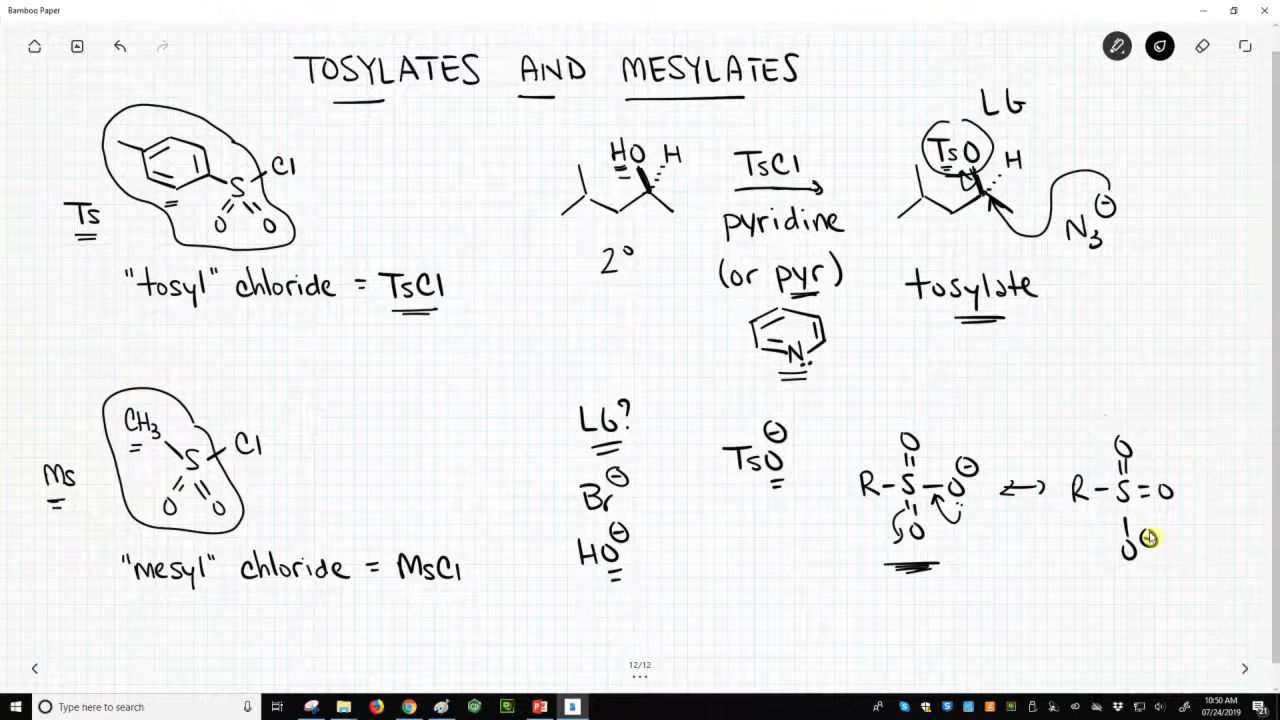 Bamboo Paper
TOSYLATES AND MESYLATES
Cl
S
O O
Ts
"tosyl" chloride = TsCl
HO H
2°
TsCl
pyridine
(or pyr)
N
LG
TsO
H
N3 ⊖
tosylate
CH3
S
Cl
O O
Ms
"mesyl" chloride = MsCl
LG?
Br ⊖
HO ⊖
TsO ⊖
O
R-S-O ⊖
O
↔
O
R-S=O
O ⊖
12/12
Type here to search
10:50 AM
07/24/2019
21